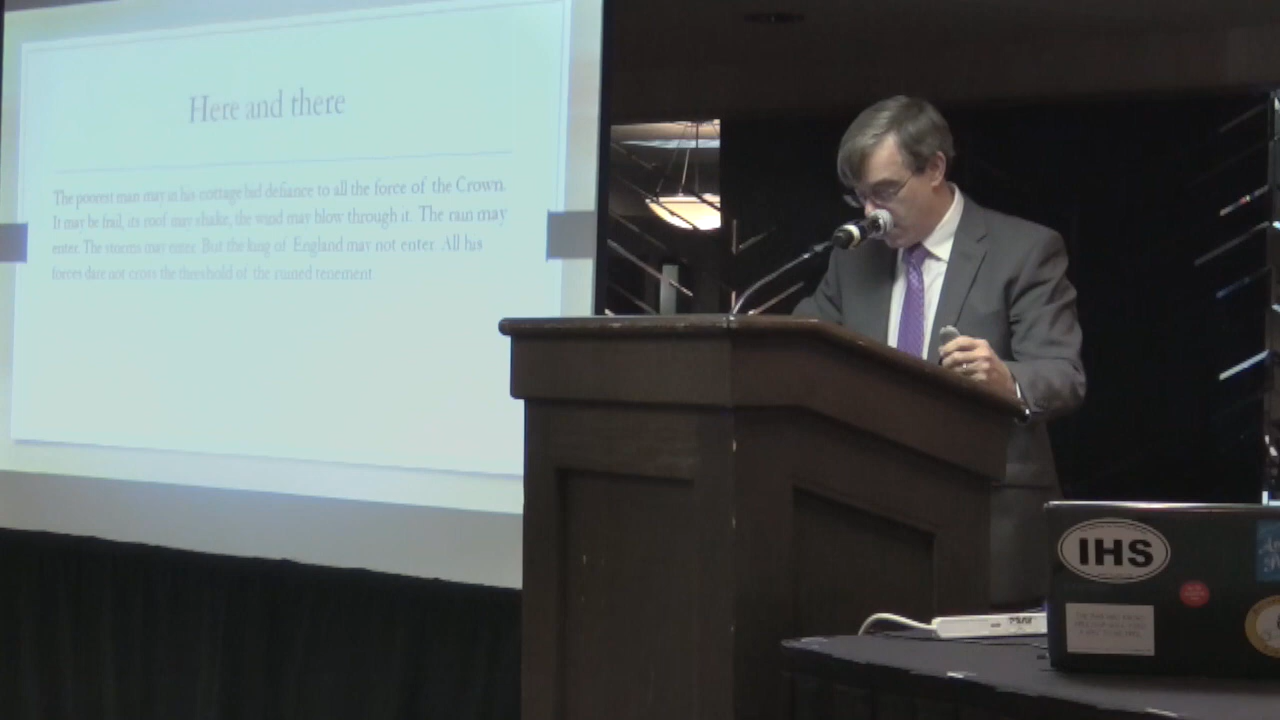 Here and there
The poorest man may in his cottage bid defiance to all the force of the Crown.
It may be frail, its roof may shake, the wind may blow through it. The rain may
enter. The storms may enter. But the king of England may not enter. All his
forces dare not cross the threshold of the ruined tenement
IHS